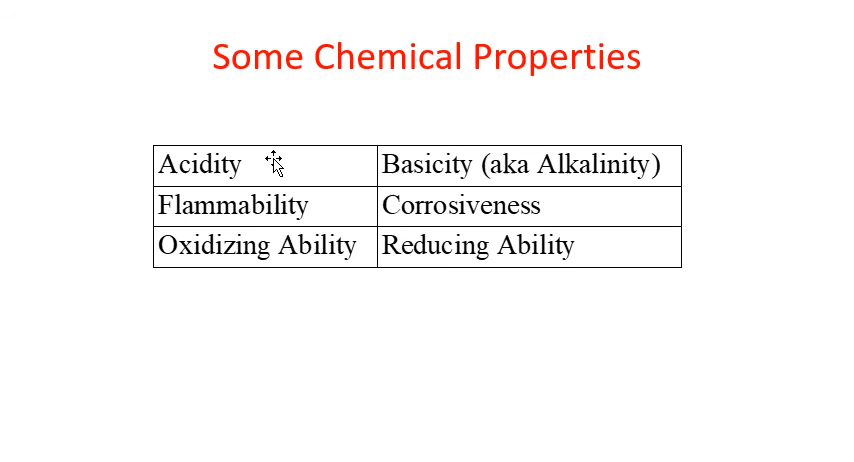 Some Chemical Properties
Acidity Basicity (aka Alkalinity)
Flammability Corrosiveness
Oxidizing Ability Reducing Ability